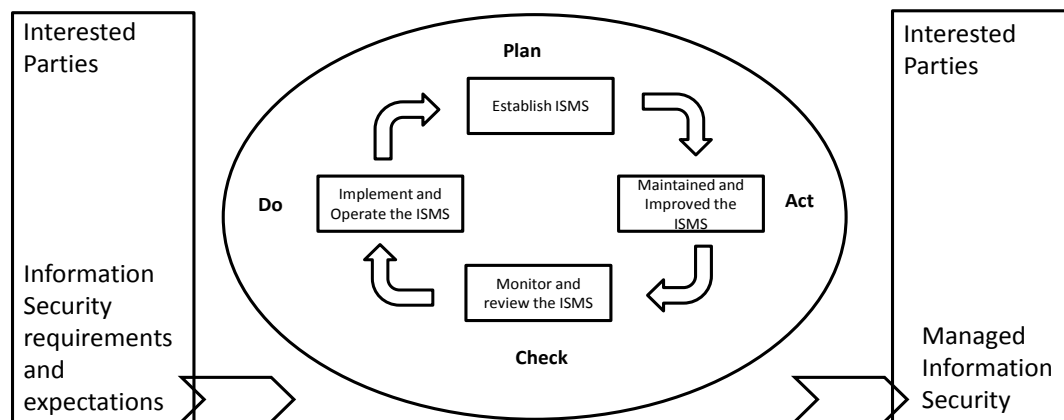 Interested
Parties
Information
Security
requirements
and
expectations
Plan
Establish ISMS
Do
Implement and
Operate the ISMS
Maintained and
Improved the
ISMS
Act
Monitor and
review the ISMS
Check
Interested
Parties
Managed
Information
Security